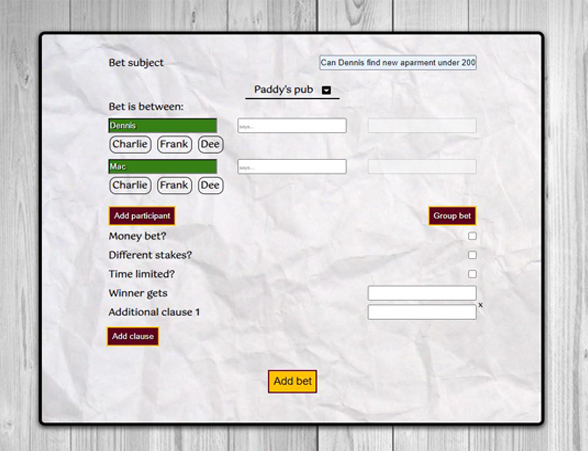 Bet subject Can Dennis find new aparment under 200
Paddy's pub
Bet is between:
Dennis says...
Charlie Frank Dee
Mac says...
Charlie Frank Dee
Add participant Group bet
Money bet?
Different stakes?
Time limited?
Winner gets
Additional clause 1 x
Add clause
Add bet